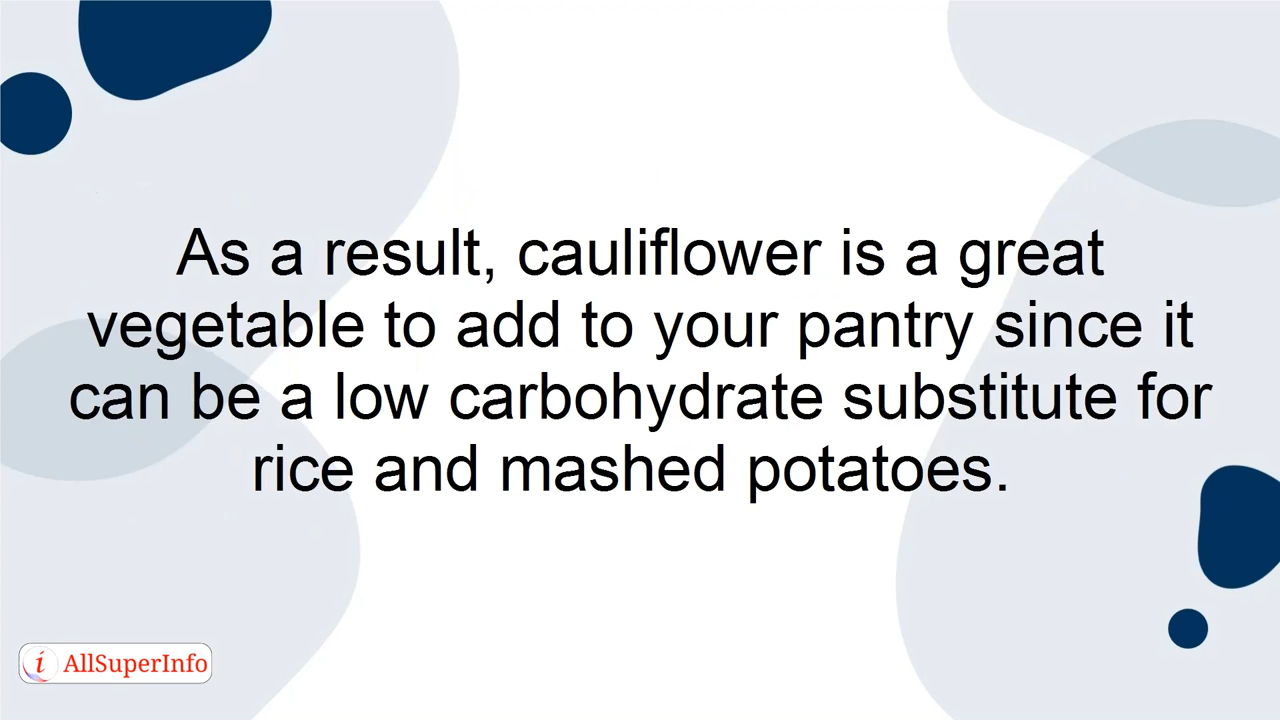 As a result, cauliflower is a great
vegetable to add to your pantry since it
can be a low carbohydrate substitute for
rice and mashed potatoes.
i AllSuperInfo